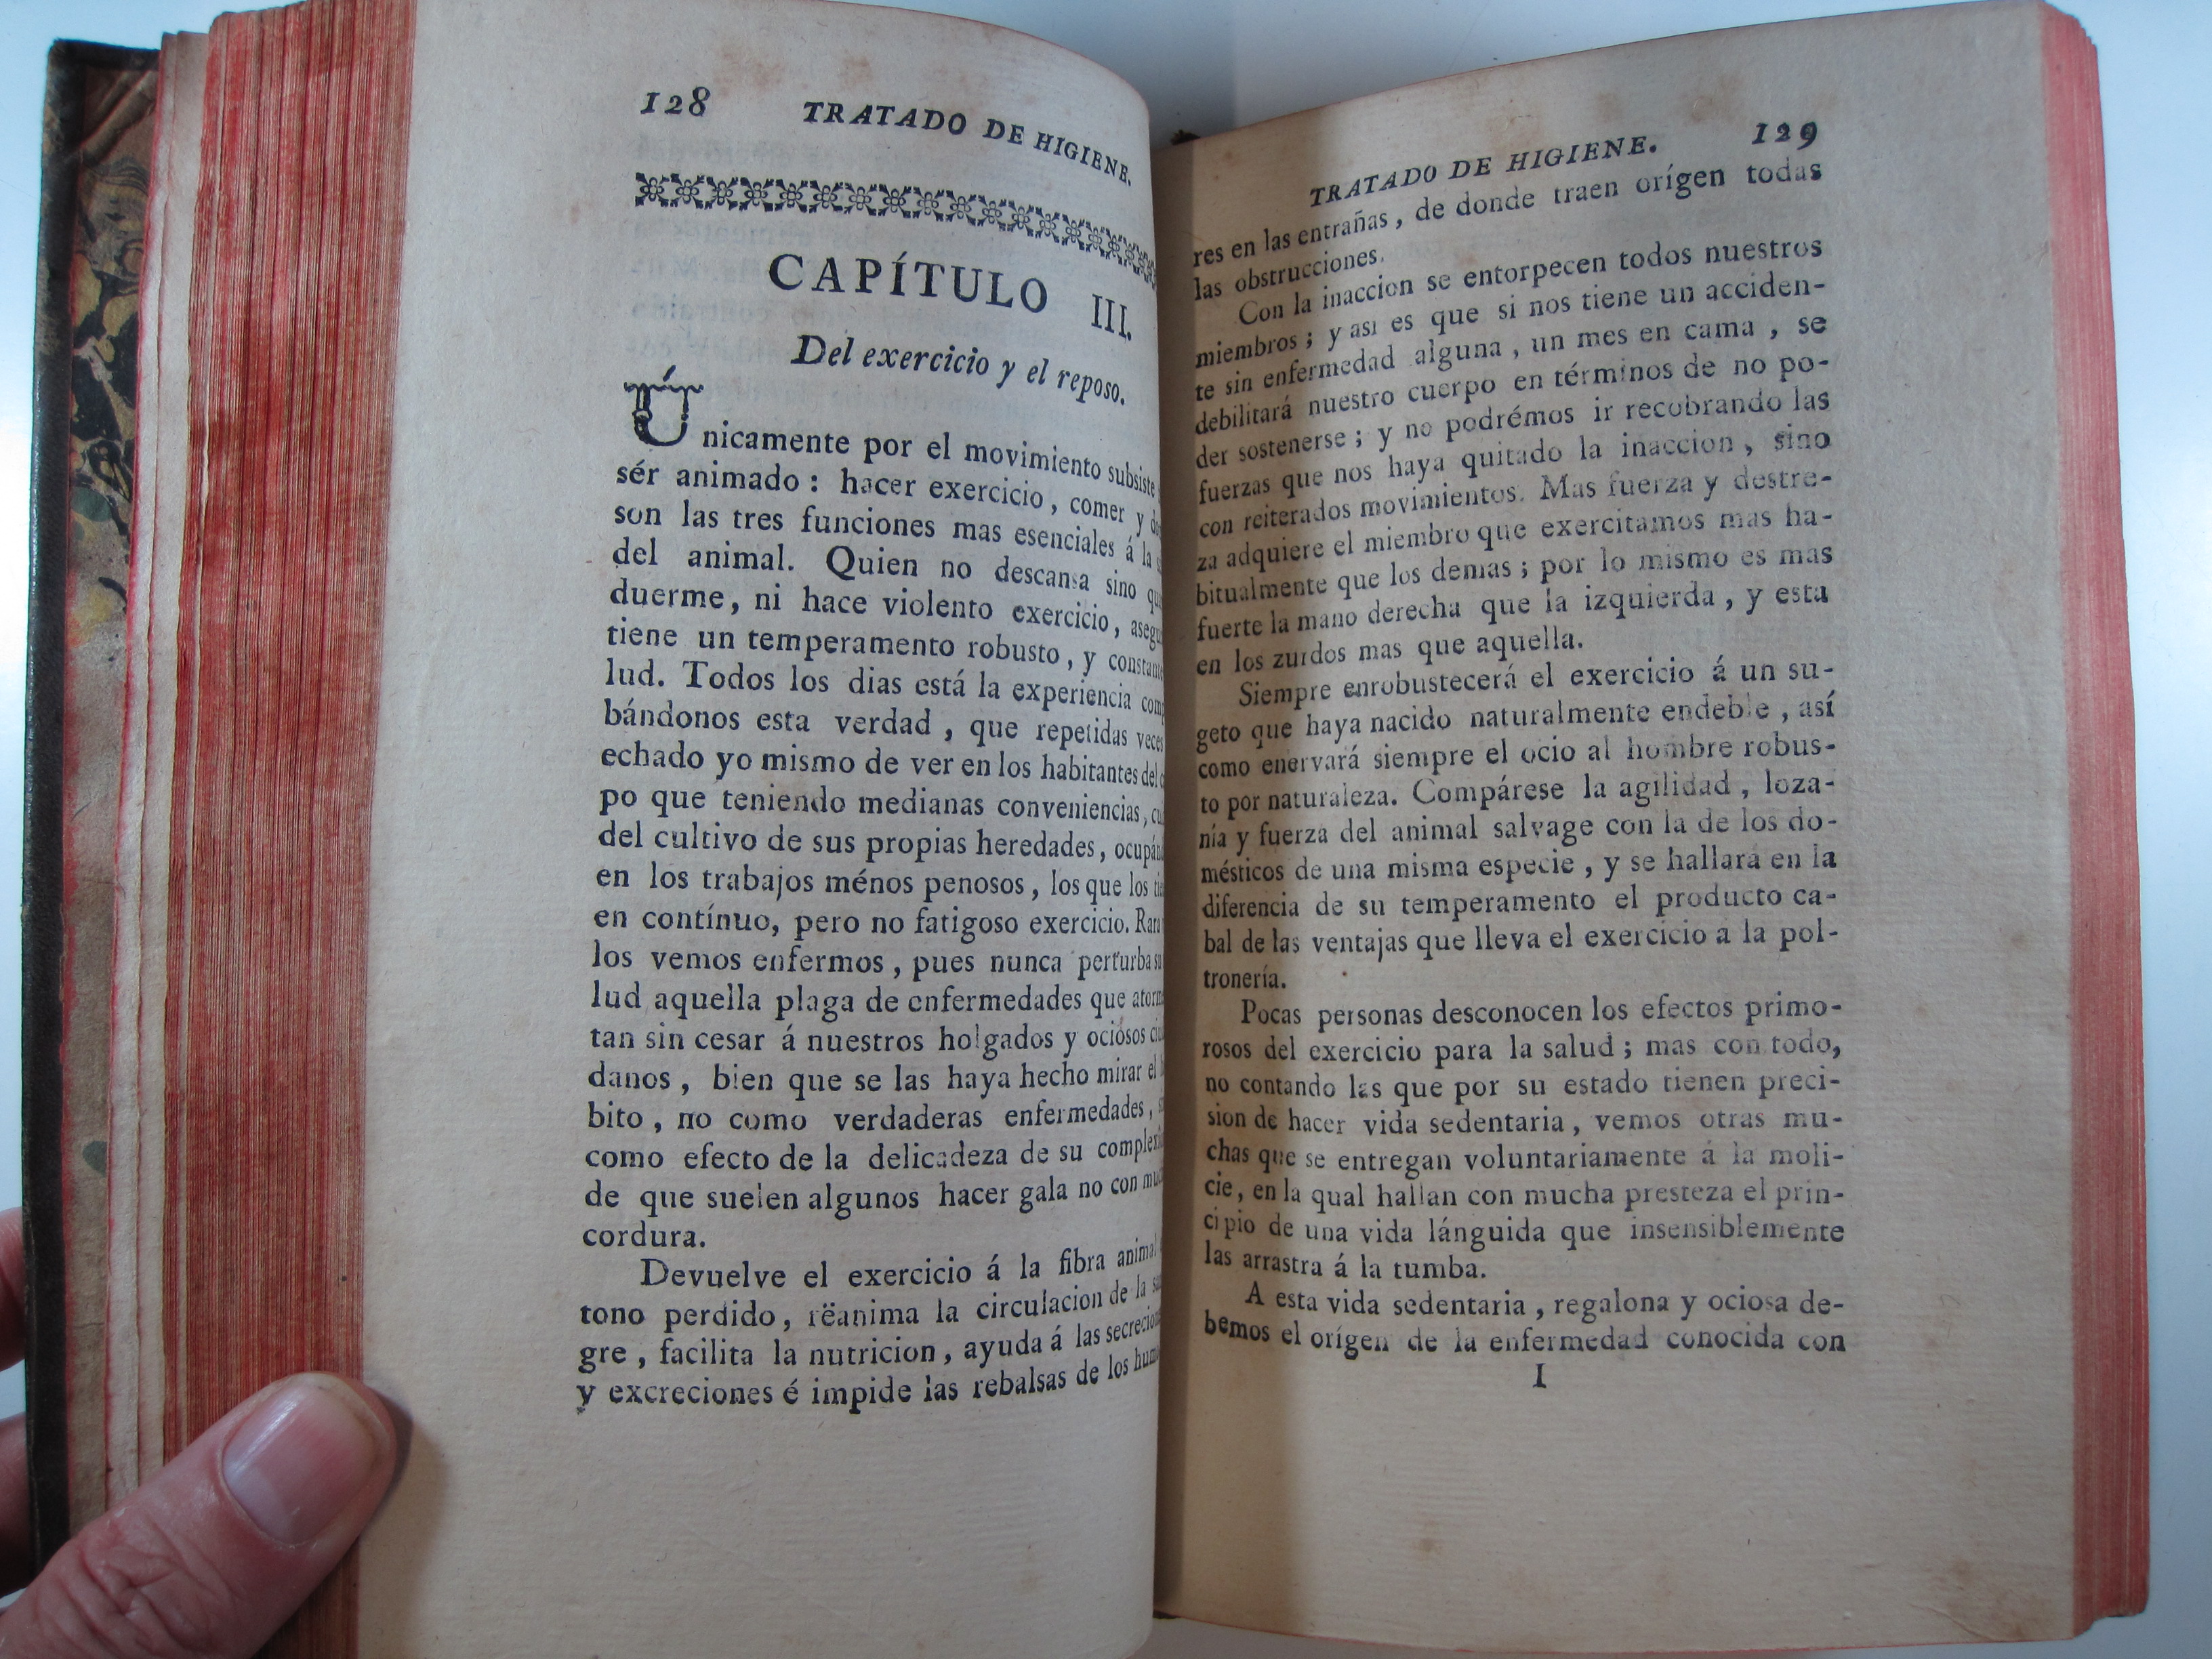 128 TRATADO DE HIGIENE.
CAPÍTULO III.
Del exercicio y el reposo.
Únicamente por el movimiento subsiste
sér animado : hacer exercicio, comer y
son las tres funciones mas esenciales á la
del animal. Quien no descansa sino
duerme, ni hace violento exercicio,
tiene un temperamento robusto, y
lud. Todos los dias está la experiencia
bándonos esta verdad, que repetidas veces
echado yo mismo de ver en los habitantes del
po que teniendo medianas conveniencias,
del cultivo de sus propias heredades,
en los trabajos ménos penosos, los que los
en contínuo, pero no fatigoso exercicio.
los vemos enfermos, pues nunca perturba
lud aquella plaga de enfermedades que
tan sin cesar á nuestros holgados y ociosos
danos, bien que se las haya hecho mirar el
bito, no como verdaderas enfermedades,
como efecto de la delicadeza de su
de que suelen algunos hacer gala no con
cordura.
Devuelve el exercicio á la fibra animal
tono perdido, rëanima la circulacion de la
gre, facilita la nutricion, ayuda á las
y excreciones é impide las rebalsas de los
TRATADO DE HIGIENE. 129
res en las entrañas, de donde traen orígen todas
las obstrucciones.
Con la inaccion se entorpecen todos nuestros
miembros ; y asi es que si nos tiene un acciden-
te sin enfermedad alguna, un mes en cama, se
debilitará nuestro cuerpo en términos de no po-
der sostenerse ; y no podrémos ir recobrando las
fuerzas que nos haya quitado la inaccion, sino
con reiterados movimientos. Mas fuerza y destre-
za adquiere el miembro que exercitamos mas ha-
bitualmente que los demas ; por lo mismo es mas
fuerte la mano derecha que la izquierda, y esta
en los zurdos mas que aquella.
Siempre enrobustecerá el exercicio á un su-
geto que haya nacido naturalmente endeble, así
como enervará siempre el ocio al hombre robus-
to por naturaleza. Compárese la agilidad, loza-
nía y fuerza del animal salvage con la de los do-
mésticos de una misma especie, y se hallará en la
diferencia de su temperamento el producto ca-
bal de las ventajas que lleva el exercicio á la pol-
tronería.
Pocas personas desconocen los efectos primo-
rosos del exercicio para la salud ; mas con todo,
no contando las que por su estado tienen preci-
sion de hacer vida sedentaria, vemos otras mu-
chas que se entregan voluntariamente á la moli-
cie, en la qual hallan con mucha presteza el prin-
cipio de una vida lánguida que insensiblemente
las arrastra á la tumba.
A esta vida sedentaria, regalona y ociosa de-
bemos el orígen de la enfermedad conocida con
I